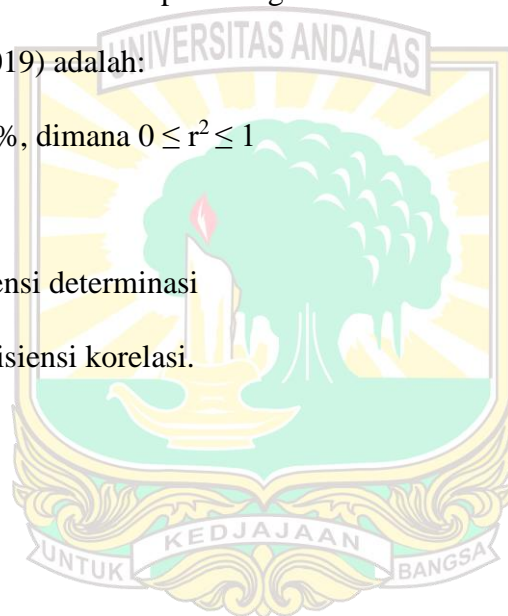 UNIVERSITAS ANDALAS
019) adalah:
%, dimana 0 ≤ r² ≤ 1
ensi determinasi
isiensi korelasi.
KEDJAJAAN
UNTUK BANGSA